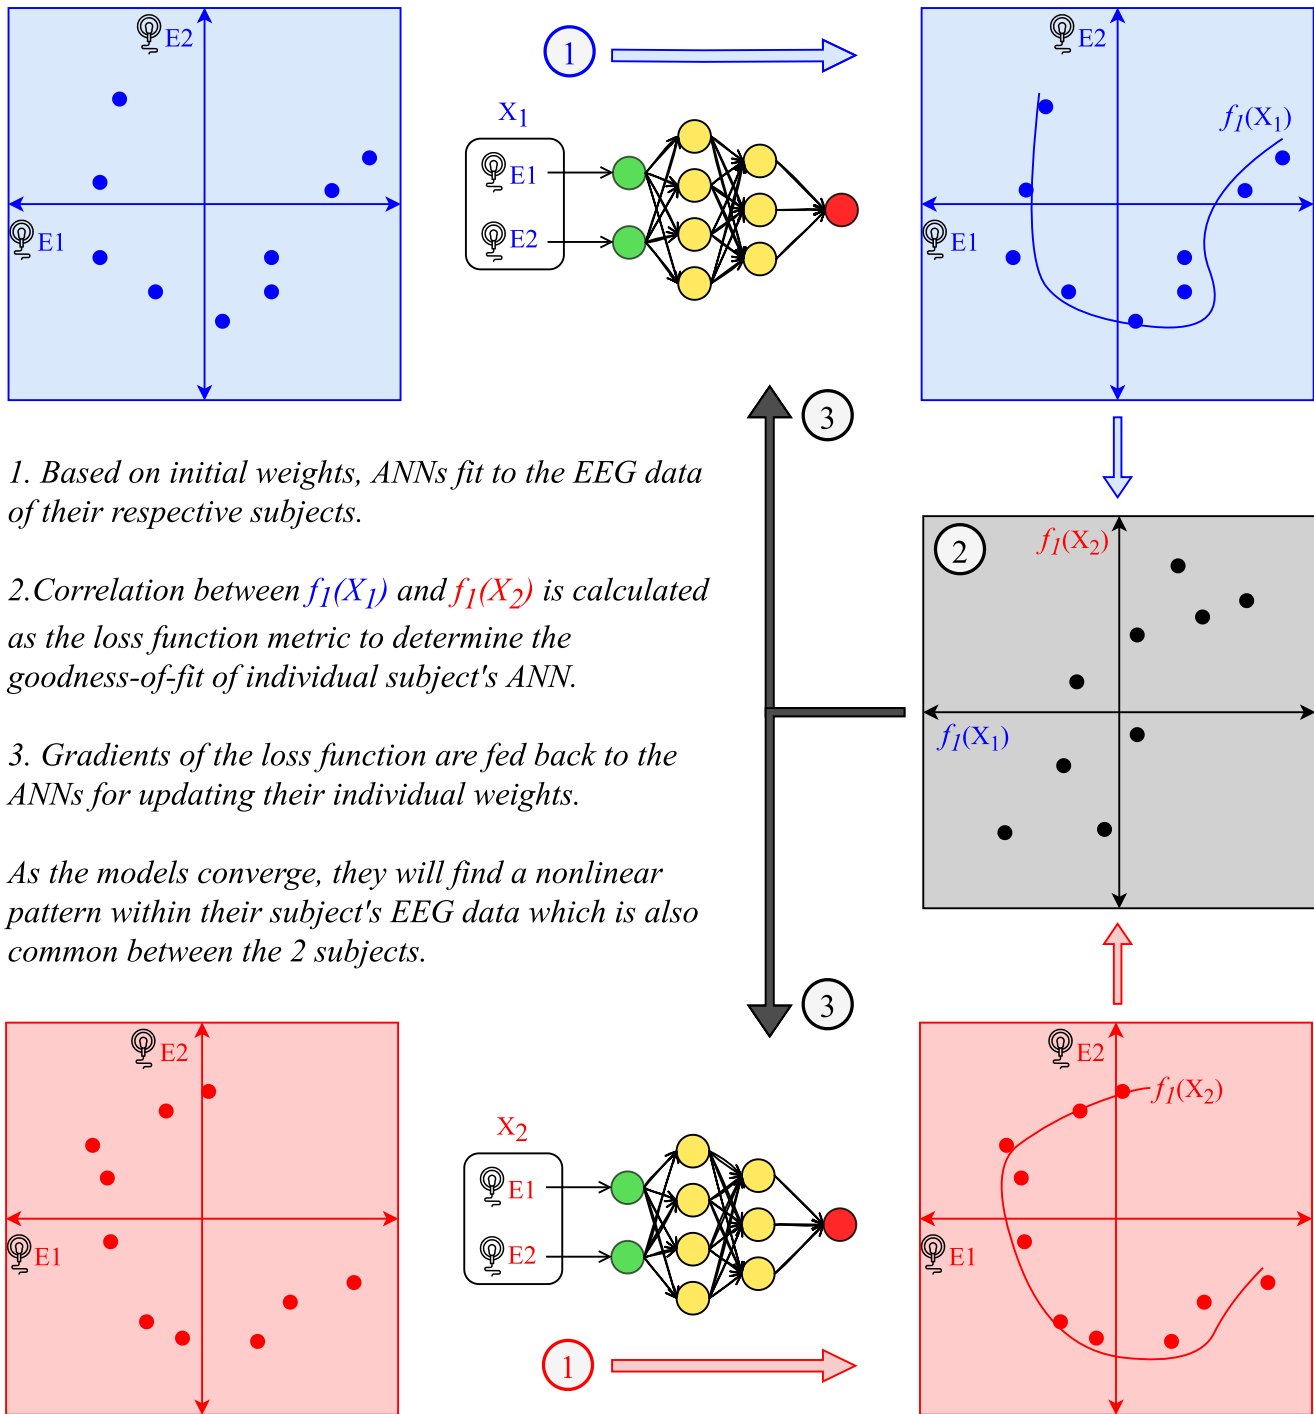 E2
1
E2
X1
f1(X1)
E1
E1
E2
E1
3
1. Based on initial weights, ANNs fit to the EEG data
of their respective subjects.
2.Correlation between f1(X1) and f1(X2) is calculated
as the loss function metric to determine the
goodness-of-fit of individual subject's ANN.
3. Gradients of the loss function are fed back to the
ANNs for updating their individual weights.
As the models converge, they will find a nonlinear
pattern within their subject's EEG data which is also
common between the 2 subjects.
2
f1(X2)
f1(X1)
3
E2
E2
X2
f1(X2)
E1
E1
E2
E1
1